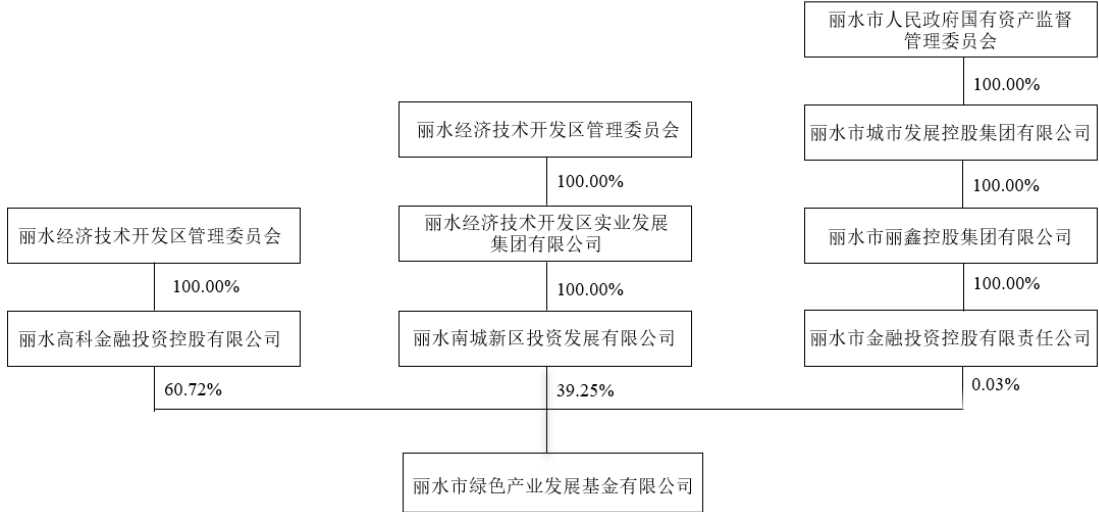 丽水市人民政府国有资产监督
管理委员会
100.00%
丽水经济技术开发区管理委员会
丽水市城市发展控股集团有限公司
100.00%
100.00%
丽水经济技术开发区管理委员会
丽水经济技术开发区实业发展
集团有限公司
丽水市丽鑫控股集团有限公司
100.00%
100.00%
100.00%
丽水高科金融投资控股有限公司
丽水南城新区投资发展有限公司
丽水市金融投资控股有限责任公司
60.72%
39.25%
0.03%
丽水市绿色产业发展基金有限公司